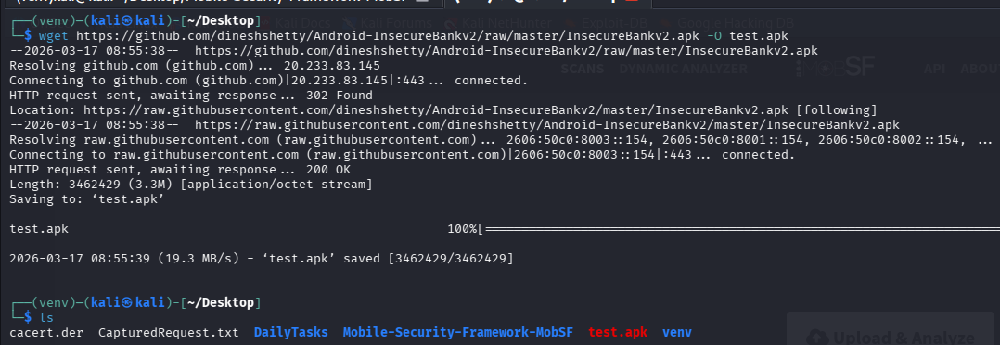 ┌──(venv)─(kali㉿kali)-[~/Desktop]
└─$ wget https://github.com/dineshshetty/Android-InsecureBankv2/raw/master/InsecureBankv2.apk -O test.apk
--2026-03-17 08:55:38--  https://github.com/dineshshetty/Android-InsecureBankv2/raw/master/InsecureBankv2.apk
Resolving github.com (github.com)... 20.233.83.145
Connecting to github.com (github.com)|20.233.83.145|:443... connected.
HTTP request sent, awaiting response... 302 Found
Location: https://raw.githubusercontent.com/dineshshetty/Android-InsecureBankv2/master/InsecureBankv2.apk [following]
--2026-03-17 08:55:38--  https://raw.githubusercontent.com/dineshshetty/Android-InsecureBankv2/master/InsecureBankv2.apk
Resolving raw.githubusercontent.com (raw.githubusercontent.com)... 2606:50c0:8003::154, 2606:50c0:8001::154, 2606:50c0:8002::154, ...
Connecting to raw.githubusercontent.com (raw.githubusercontent.com)|2606:50c0:8003::154|:443... connected.
HTTP request sent, awaiting response... 200 OK
Length: 3462429 (3.3M) [application/octet-stream]
Saving to: ‘test.apk’
test.apk 100%[
2026-03-17 08:55:39 (19.3 MB/s) - ‘test.apk’ saved [3462429/3462429]
┌──(venv)─(kali㉿kali)-[~/Desktop]
└─$ ls
cacert.der  CapturedRequest.txt  DailyTasks  Mobile-Security-Framework-MobSF  test.apk  venv
SCANS DYNAMIC ANALYZER SF API ABOU
Upload & Analyze